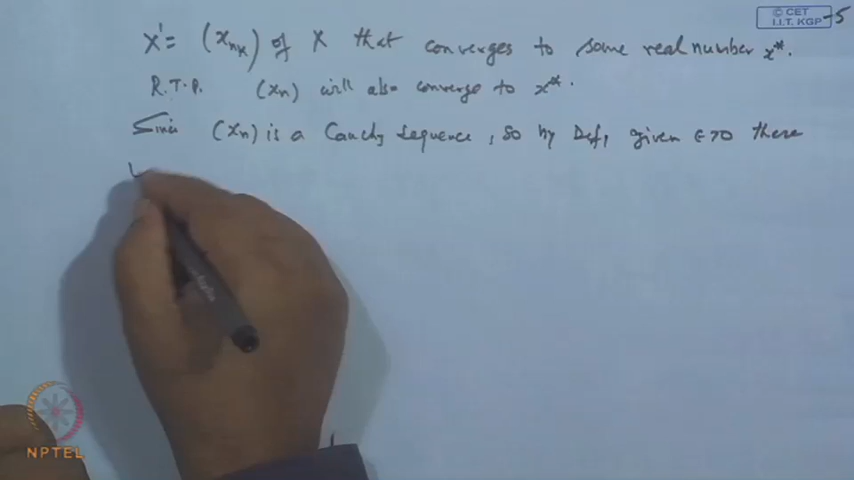 © CET
I.I.T. KGP
-5
X' = (x_{n_k}) of X that converges to some real number x*.
R.T.P. (x_n) will also converge to x*.
Since (x_n) is a Cauchy sequence, so by Def, given ε>0 there
NPTEL